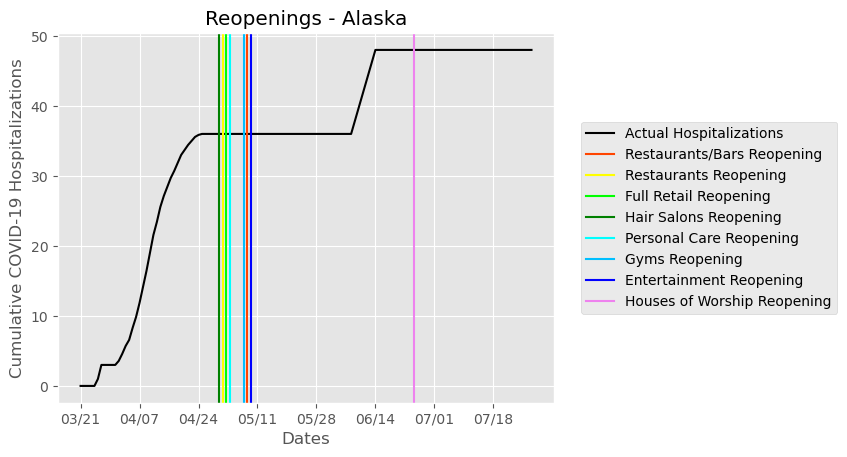 Reopenings - Alaska
Cumulative COVID-19 Hospitalizations
50
40
30
20
10
0
03/21 04/07 04/24 05/11 05/28 06/14 07/01 07/18
Dates
Actual Hospitalizations
Restaurants/Bars Reopening
Restaurants Reopening
Full Retail Reopening
Hair Salons Reopening
Personal Care Reopening
Gyms Reopening
Entertainment Reopening
Houses of Worship Reopening